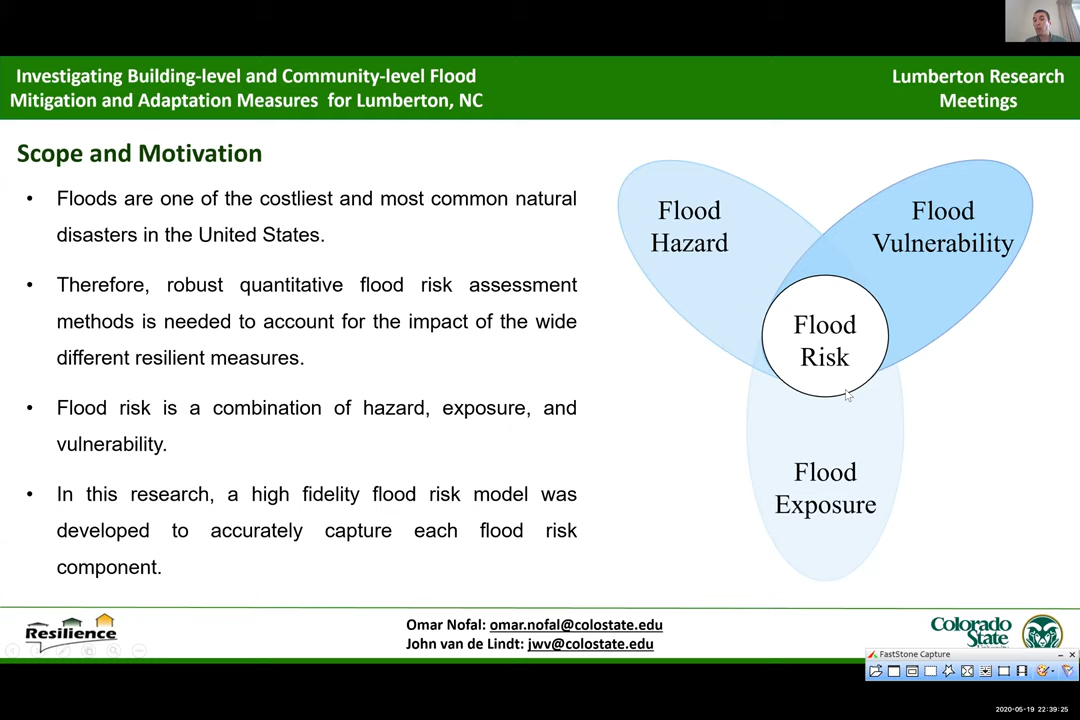 Investigating Building-level and Community-level Flood
Mitigation and Adaptation Measures for Lumberton, NC
Lumberton Research
Meetings
Scope and Motivation
• Floods are one of the costliest and most common natural
disasters in the United States.
• Therefore, robust quantitative flood risk assessment
methods is needed to account for the impact of the wide
different resilient measures.
• Flood risk is a combination of hazard, exposure, and
vulnerability.
• In this research, a high fidelity flood risk model was
developed to accurately capture each flood risk
component.
Flood
Hazard
Flood
Vulnerability
Flood
Risk
Flood
Exposure
Resilience
Omar Nofal: omar.nofal@colostate.edu
John van de Lindt: jwv@colostate.edu
Colorado
State
FastStone Capture
2020-05-19 22:39:25